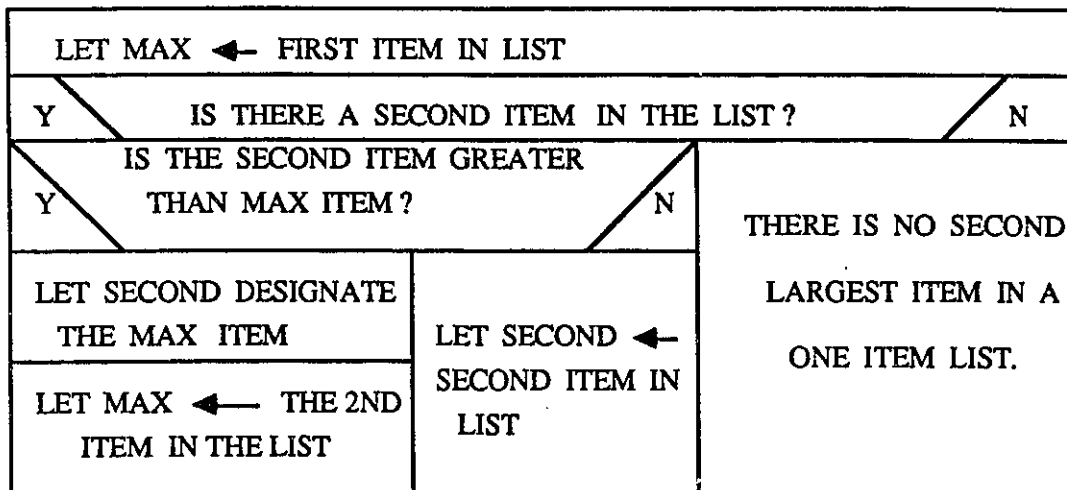 LET MAX ← FIRST ITEM IN LIST
Y IS THERE A SECOND ITEM IN THE LIST ? N
IS THE SECOND ITEM GREATER
THAN MAX ITEM ?
Y N
THERE IS NO SECOND
LARGEST ITEM IN A
ONE ITEM LIST.
LET SECOND DESIGNATE
THE MAX ITEM
LET MAX ← THE 2ND
ITEM IN THE LIST
LET SECOND ←
SECOND ITEM IN
LIST